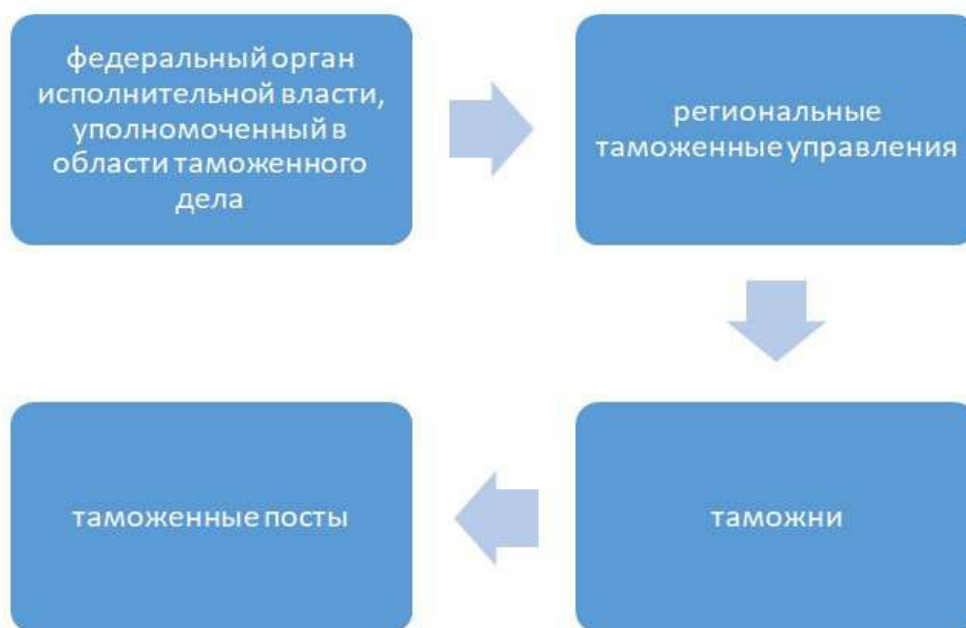 федеральный орган
исполнительной власти,
уполномоченный в
области таможенного
дела
региональные
таможенные управления
таможни
таможенные посты